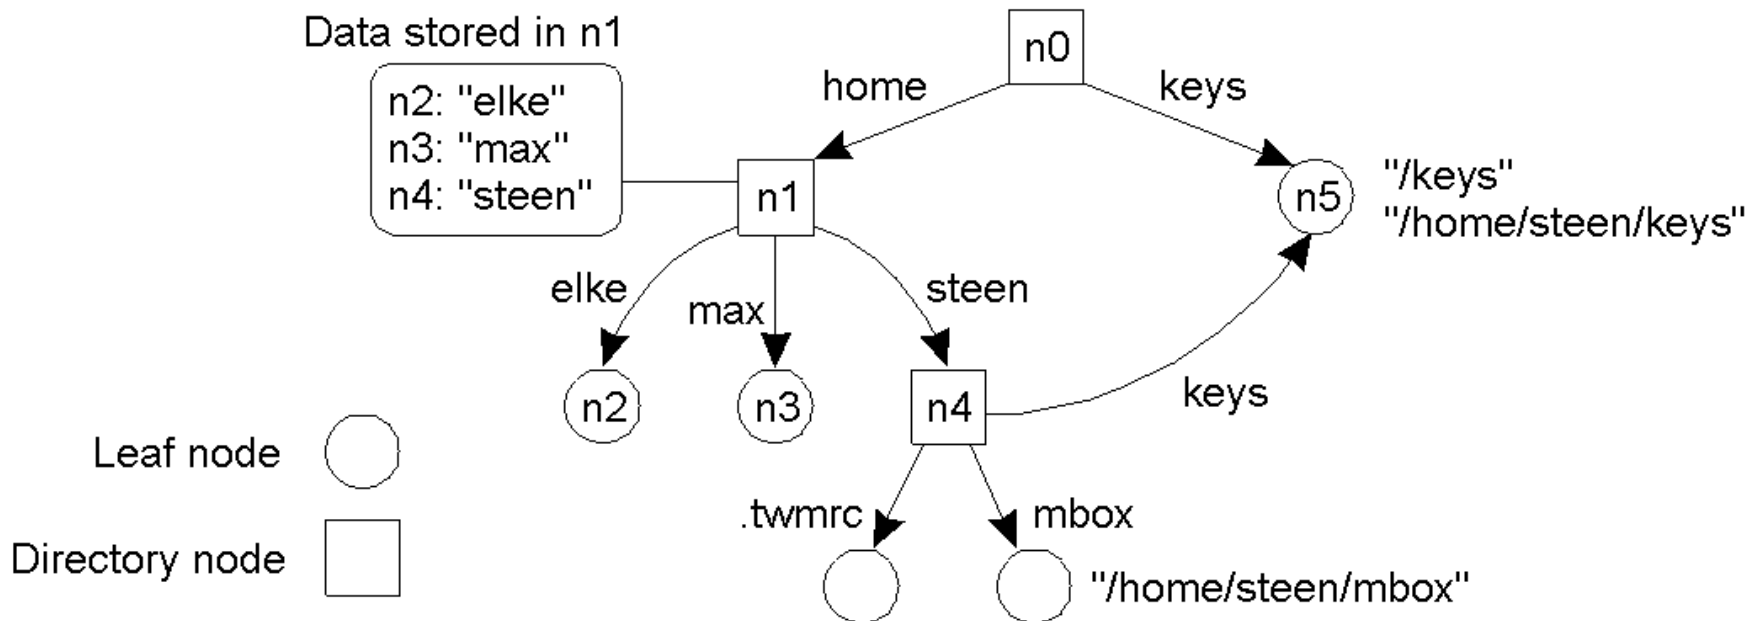 Data stored in n1
n2: "elke"
n3: "max"
n4: "steen"
n0
home
keys
n1
n5
"/keys"
"/home/steen/keys"
elke
max
steen
keys
n2
n3
n4
Leaf node
Directory node
.twmrc
mbox
"/home/steen/mbox"